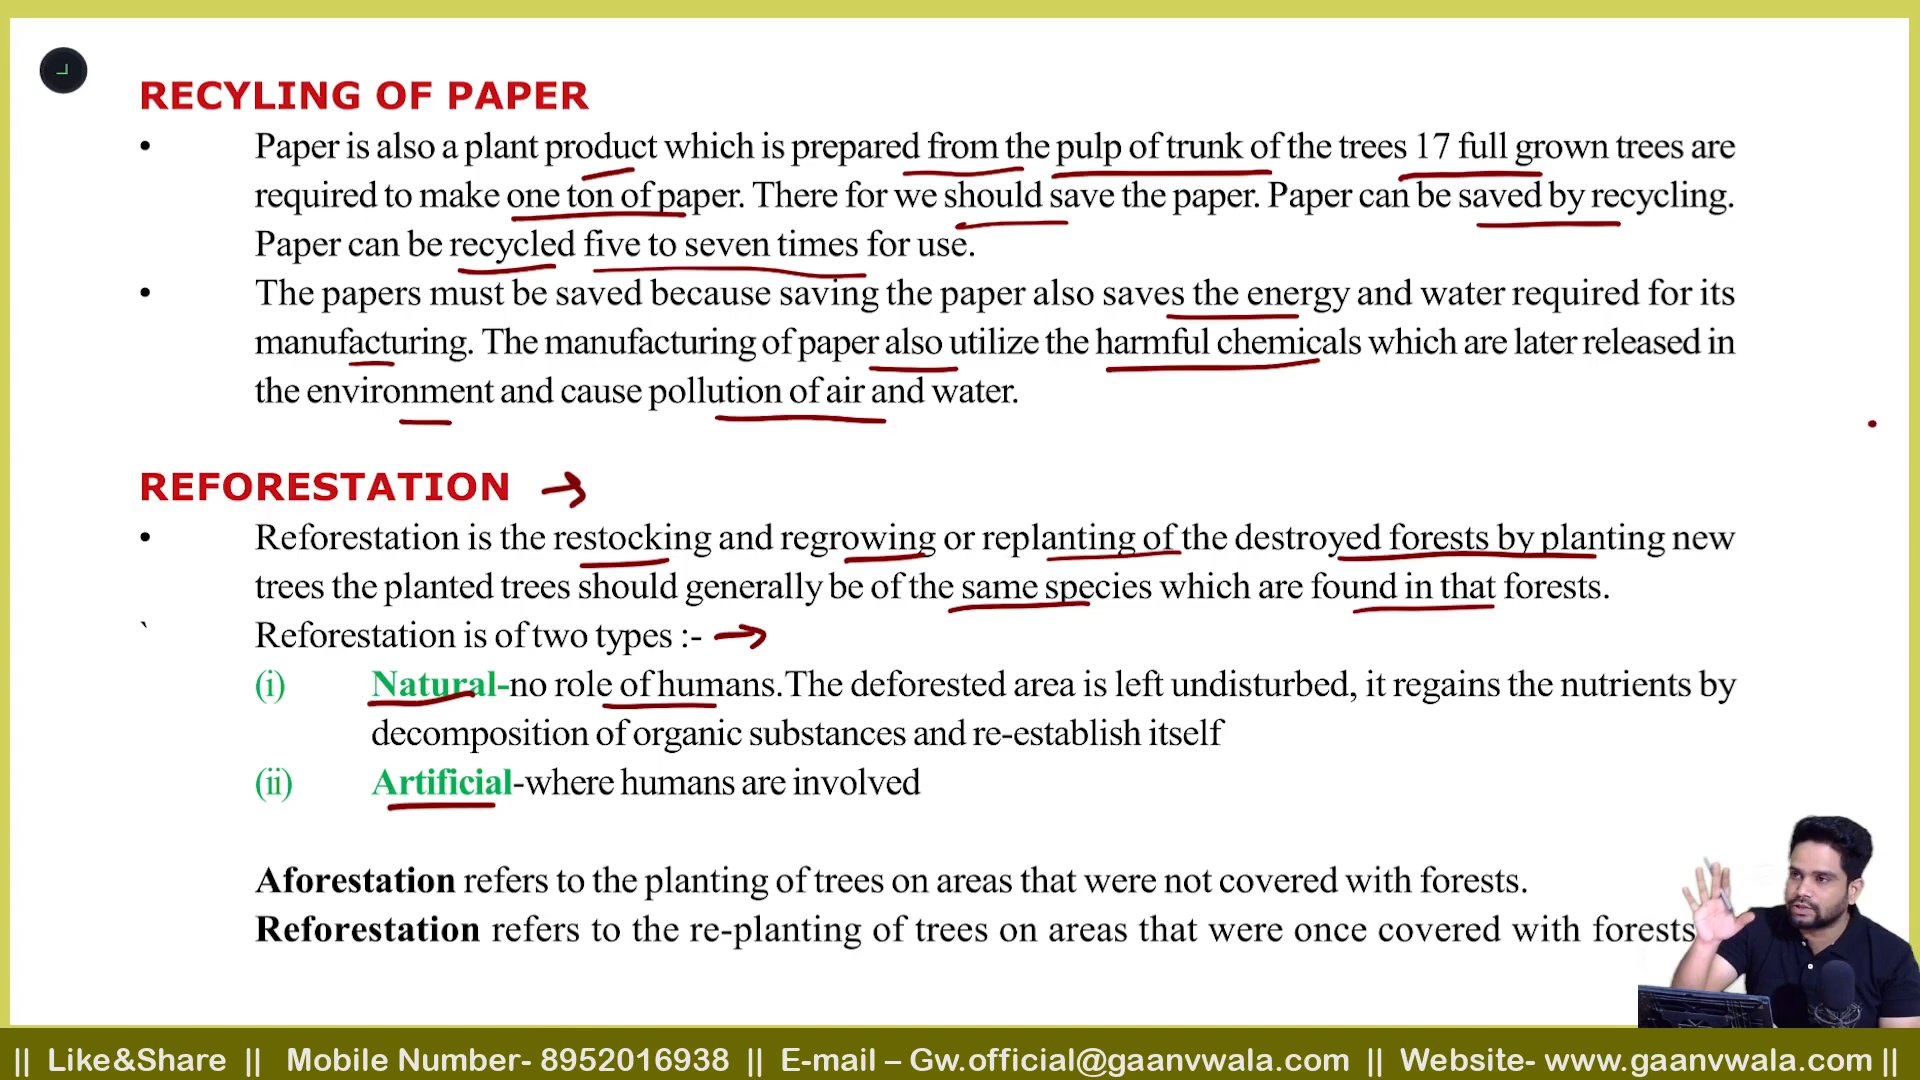 RECYLING OF PAPER
• Paper is also a plant product which is prepared from the pulp of trunk of the trees 17 full grown trees are
required to make one ton of paper. There for we should save the paper. Paper can be saved by recycling.
Paper can be recycled five to seven times for use.
• The papers must be saved because saving the paper also saves the energy and water required for its
manufacturing. The manufacturing of paper also utilize the harmful chemicals which are later released in
the environment and cause pollution of air and water.
REFORESTATION →
• Reforestation is the restocking and regrowing or replanting of the destroyed forests by planting new
trees the planted trees should generally be of the same species which are found in that forests.
` Reforestation is of two types :- →
(i) Natural-no role of humans.The deforested area is left undisturbed, it regains the nutrients by
decomposition of organic substances and re-establish itself
(ii) Artificial-where humans are involved
Aforestation refers to the planting of trees on areas that were not covered with forests.
Reforestation refers to the re-planting of trees on areas that were once covered with forests
|| Like&Share || Mobile Number- 8952016938 || E-mail – Gw.official@gaanvwala.com || Website- www.gaanvwala.com ||